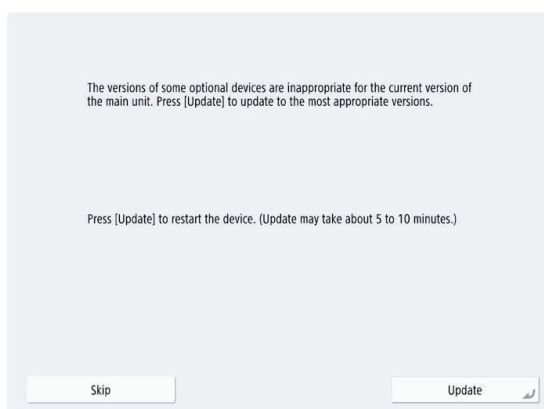 The versions of some optional devices are inappropriate for the current version of
the main unit. Press [Update] to update to the most appropriate versions.
Press [Update] to restart the device. (Update may take about 5 to 10 minutes.)
Skip
Update